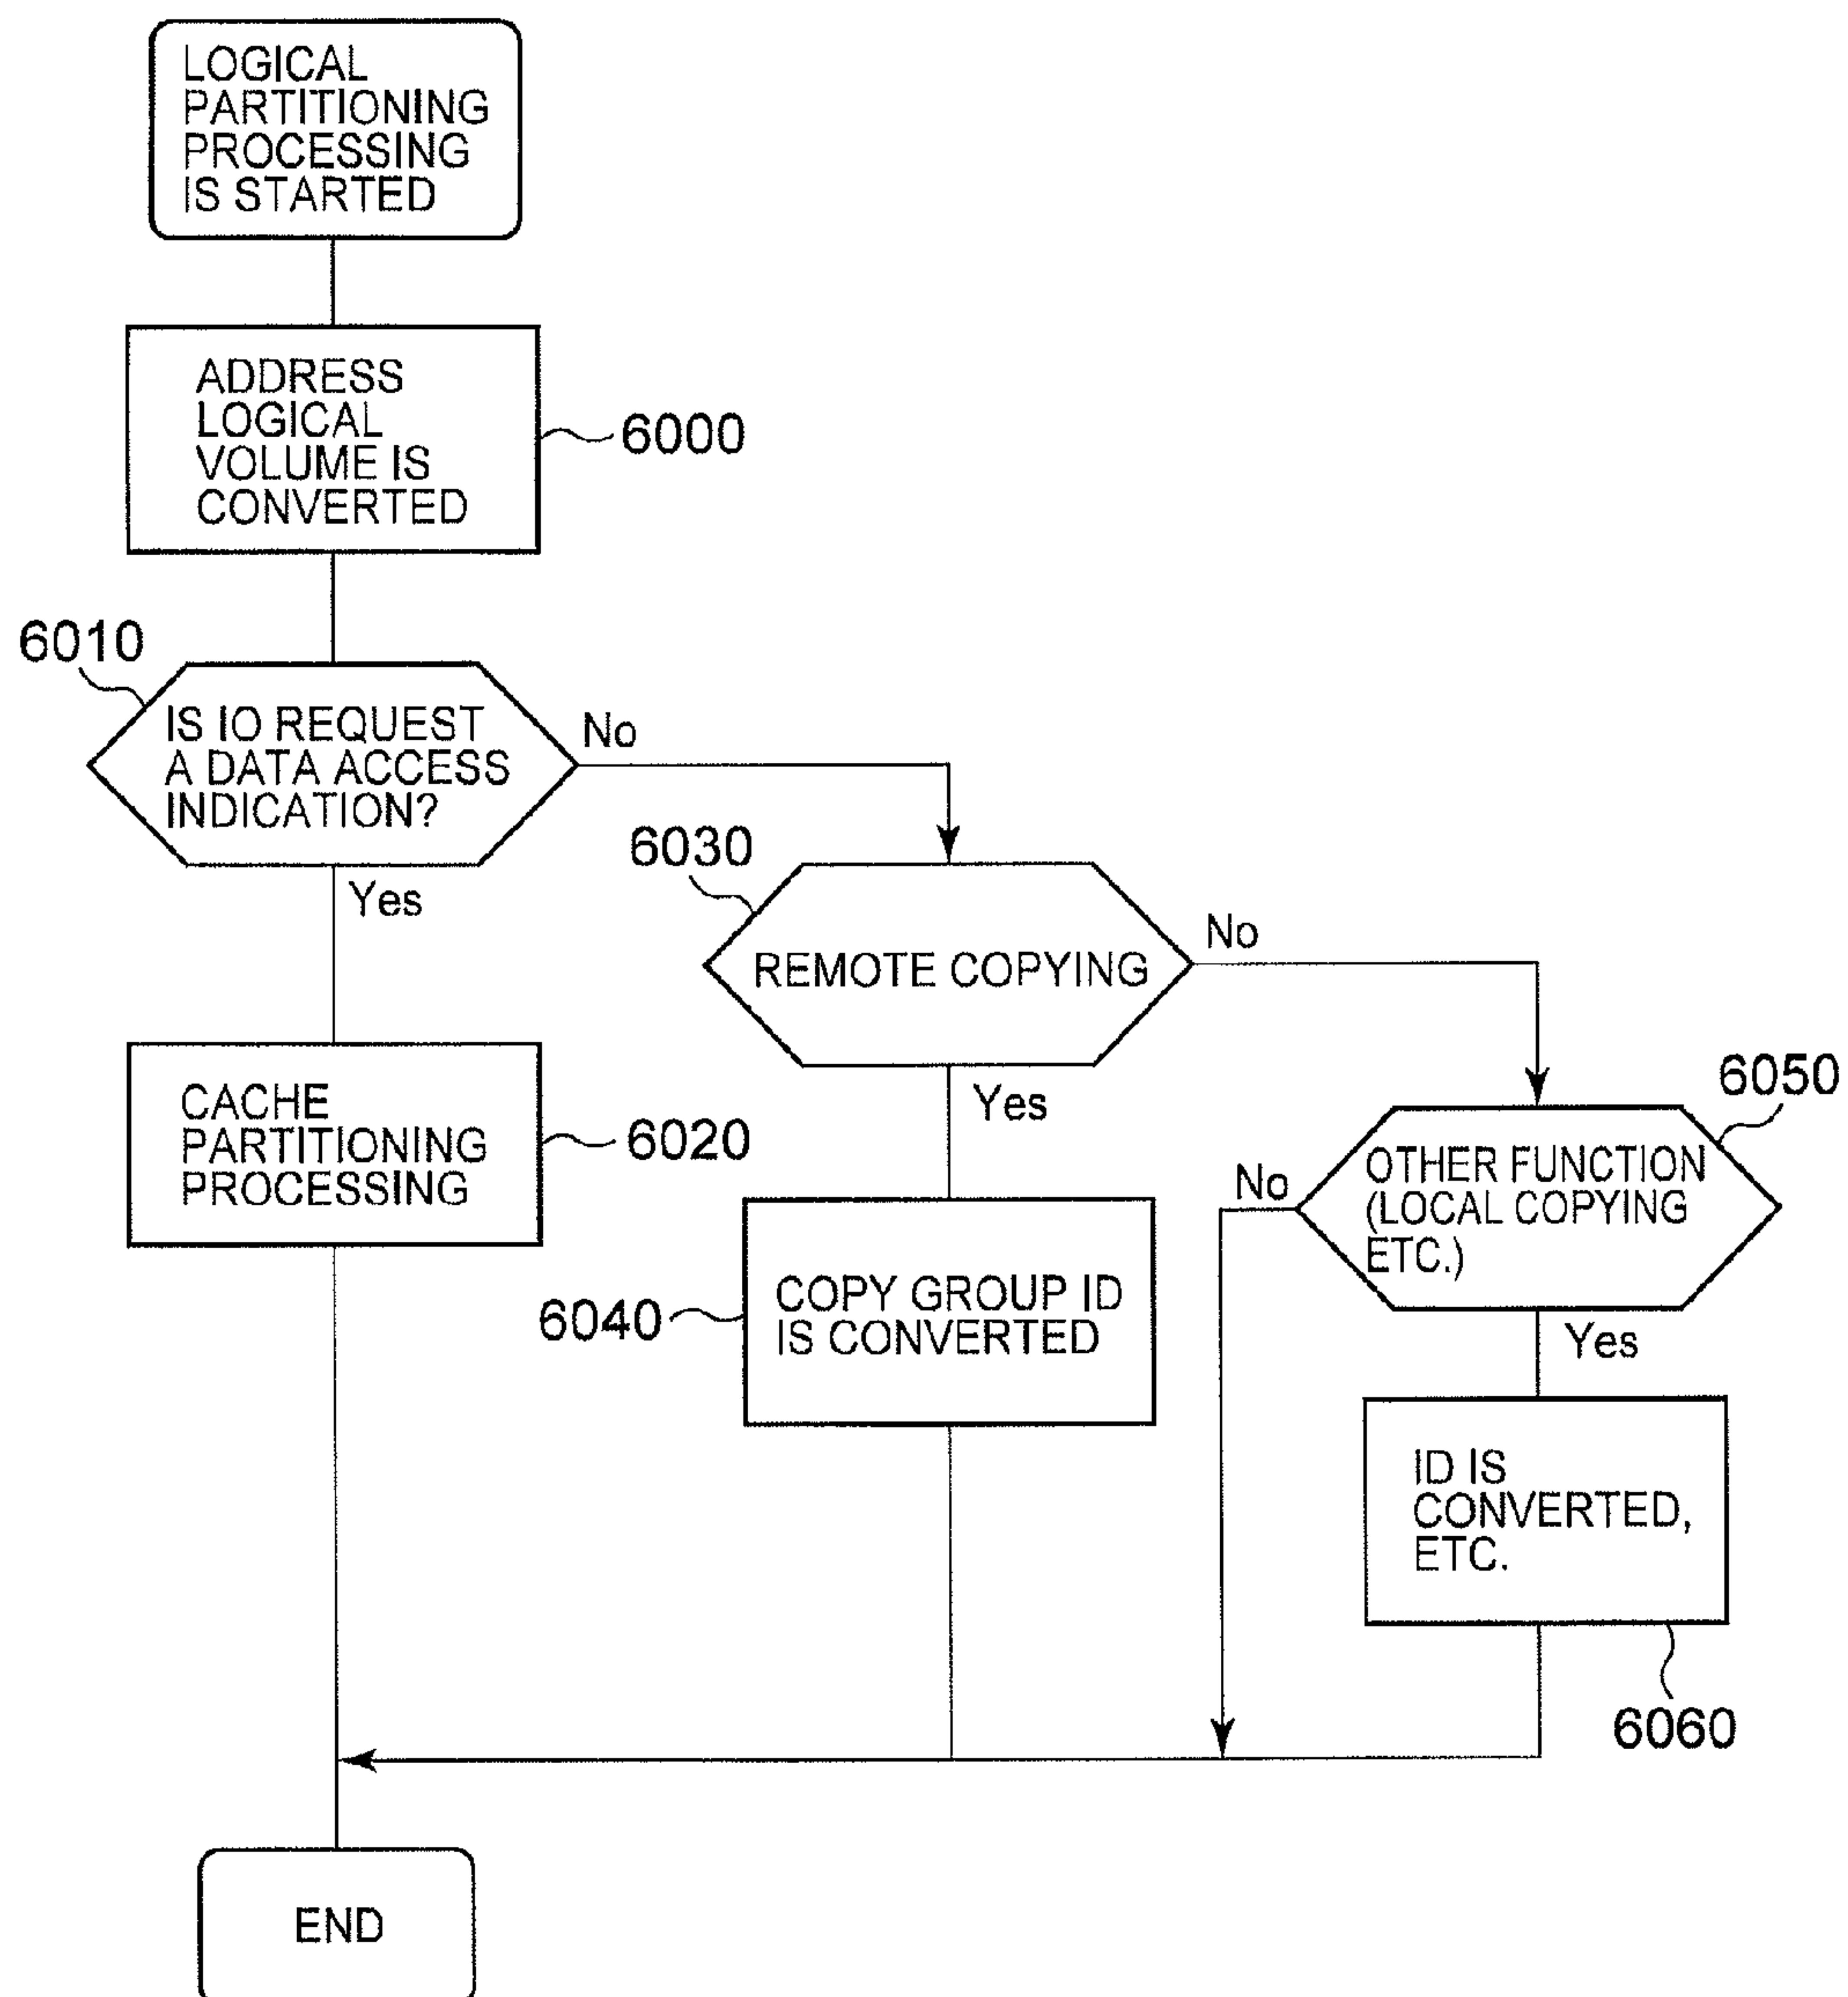 LOGICAL
PARTITIONING
PROCESSING
IS STARTED
ADDRESS
LOGICAL
VOLUME IS
CONVERTED
6000
6010
IS IO REQUEST
A DATA ACCESS
INDICATION?
No
Yes
6030
REMOTE COPYING
No
Yes
CACHE
PARTITIONING
PROCESSING
6020
6050
OTHER FUNCTION
(LOCAL COPYING
ETC.)
No
Yes
6040
COPY GROUP ID
IS CONVERTED
ID IS
CONVERTED,
ETC.
6060
END